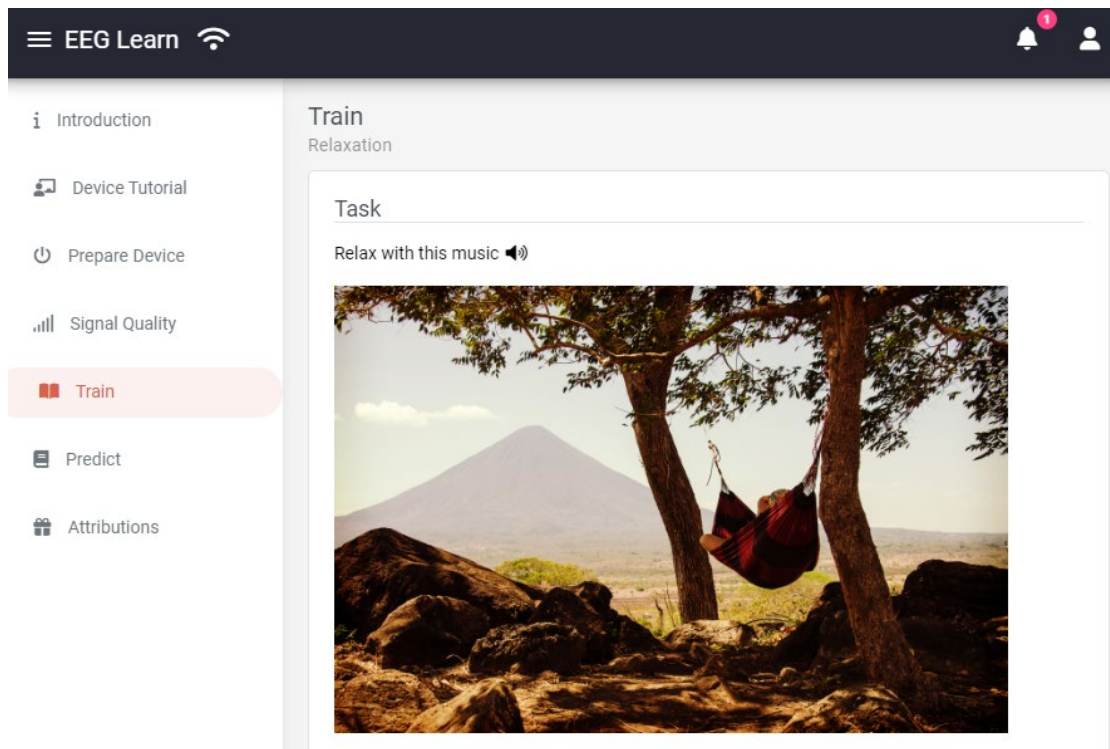 EEG Learn
1
Introduction
Device Tutorial
Prepare Device
Signal Quality
Train
Predict
Attributions
Train
Relaxation
Task
Relax with this music